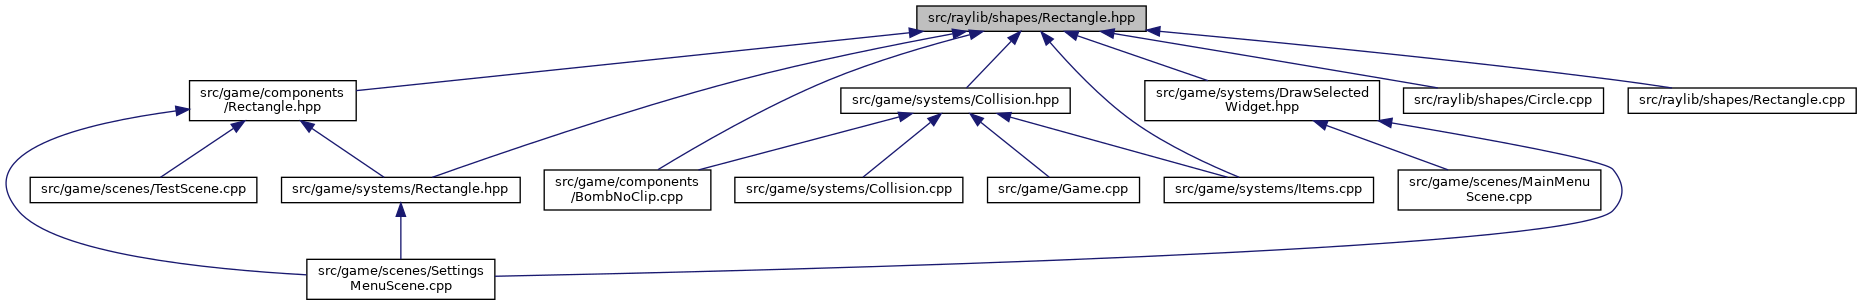 src/raylib/shapes/Rectangle.hpp
src/game/components
/Rectangle.hpp
src/game/systems/Collision.hpp
src/game/systems/DrawSelected
Widget.hpp
src/raylib/shapes/Circle.cpp
src/raylib/shapes/Rectangle.cpp
src/game/scenes/TestScene.cpp
src/game/systems/Rectangle.hpp
src/game/components
/BombNoClip.cpp
src/game/systems/Collision.cpp
src/game/Game.cpp
src/game/systems/Items.cpp
src/game/scenes/MainMenu
Scene.cpp
src/game/scenes/Settings
MenuScene.cpp